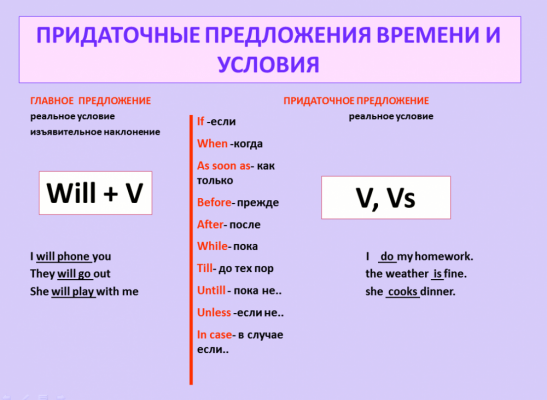 ПРИДАТОЧНЫЕ ПРЕДЛОЖЕНИЯ ВРЕМЕНИ И
УСЛОВИЯ
ГЛАВНОЕ ПРЕДЛОЖЕНИЕ
реальное условие
изъявительное наклонение
Will + V
I will phone you
They will go out
She will play with me
If -если
When -когда
As soon as- как
только
Before- прежде
After- после
While- пока
Till- до тех пор
Untill - пока не..
Unless -если не..
In case- в случае
если..
ПРИДАТОЧНОЕ ПРЕДЛОЖЕНИЕ
реальное условие
V, Vs
I do my homework.
the weather is fine.
she cooks dinner.